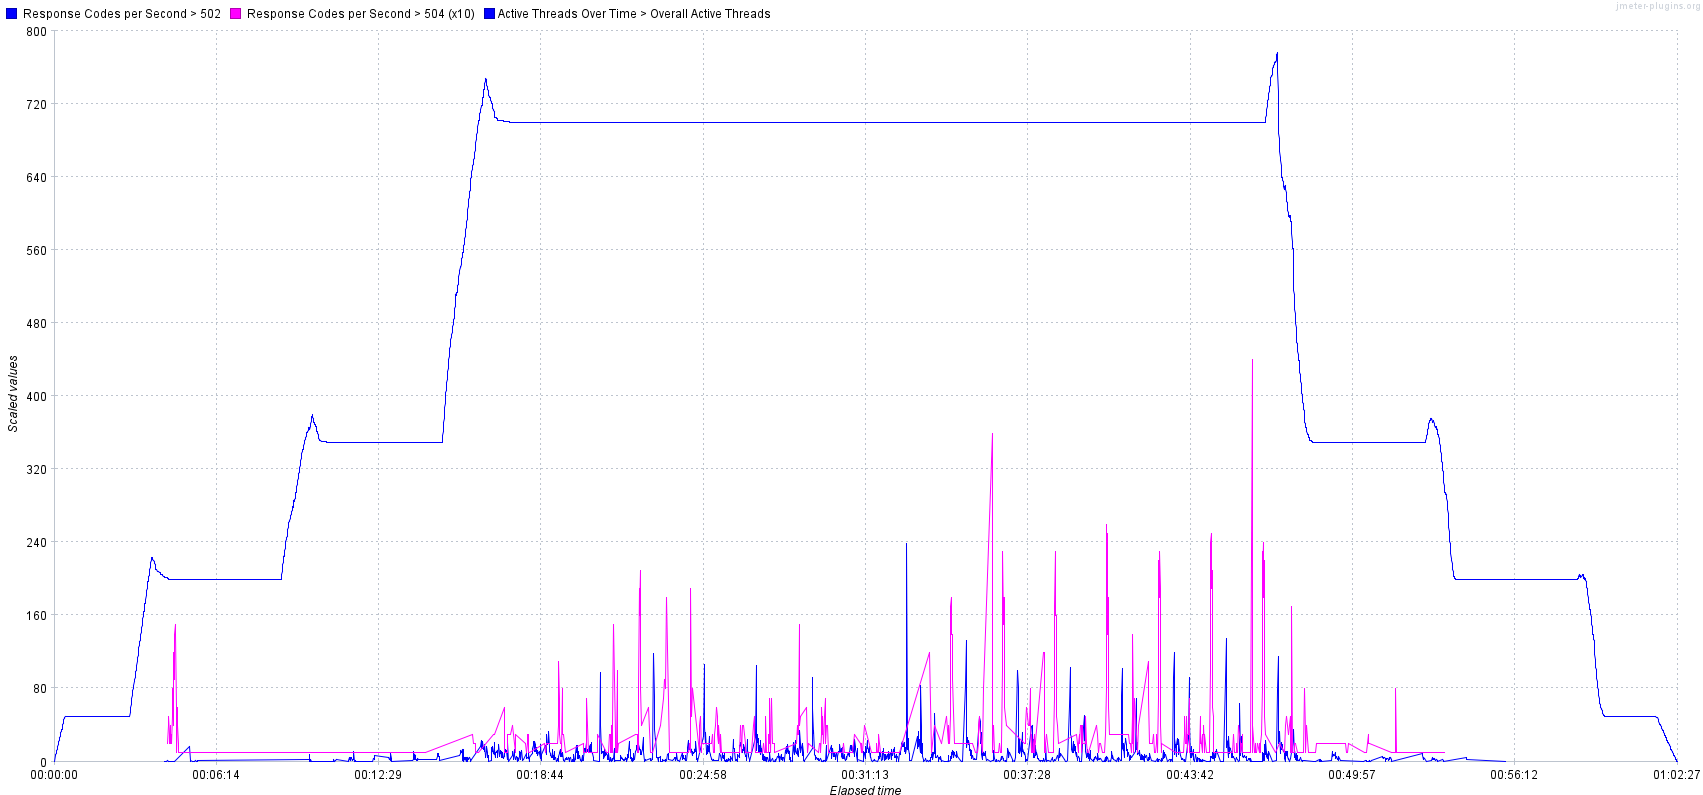 Response Codes per Second > 502 Response Codes per Second > 504 (x10) Active Threads Over Time > Overall Active Threads
jmeter-plugins.org
800
720
640
560
480
400
320
240
160
80
0
Scaled values
00:00:00 00:06:14 00:12:29 00:18:44 00:24:58 00:31:13 00:37:28 00:43:42 00:49:57 00:56:12 01:02:27
Elapsed time